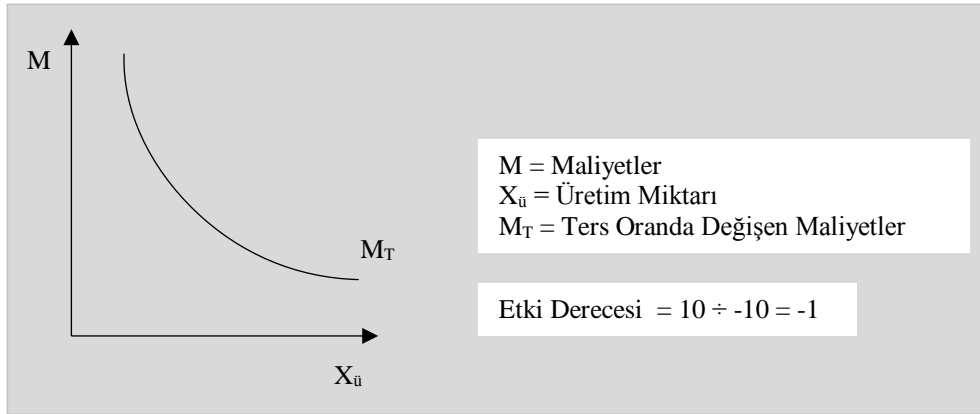 M
M = Maliyetler
Xü = Üretim Miktarı
MT = Ters Oranda Değişen Maliyetler
MT
Etki Derecesi = 10 ÷ -10 = -1
Xü